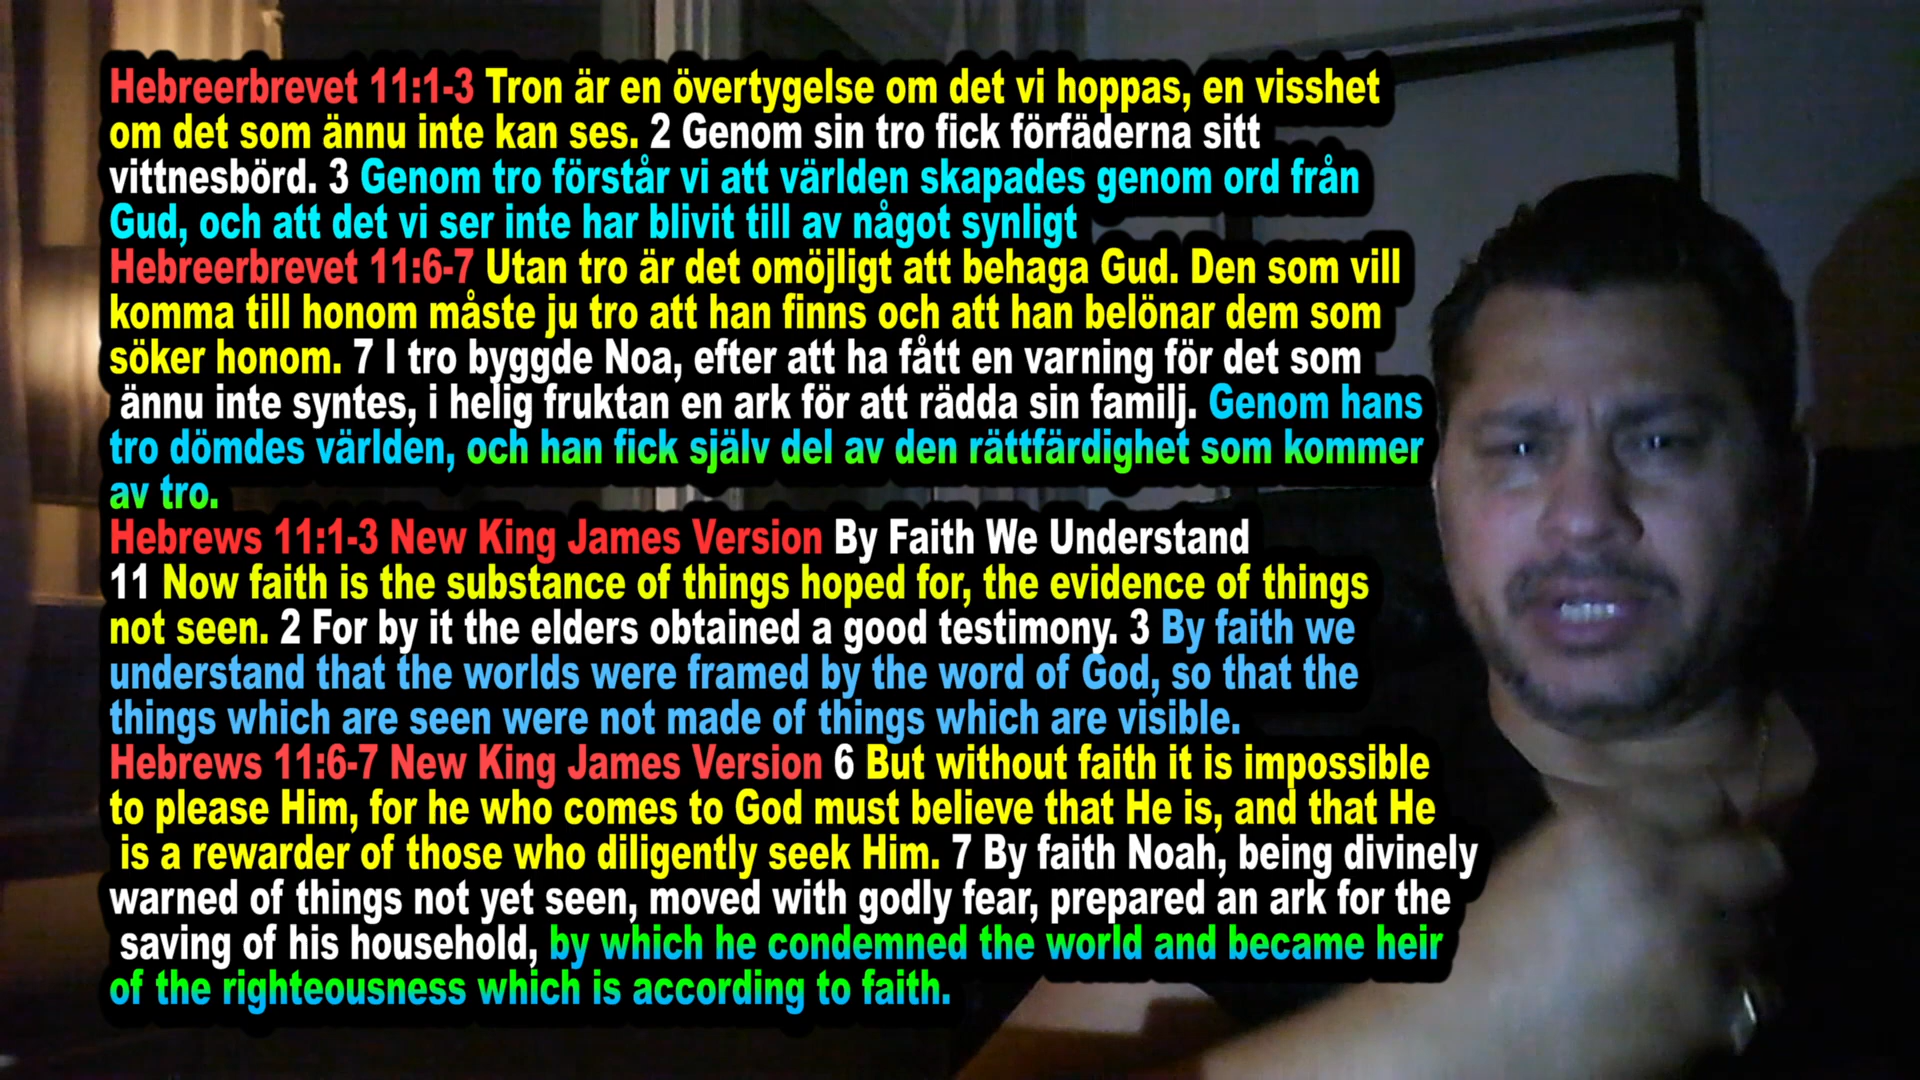 Hebreerbrevet 11:1-3 Tron är en övertygelse om det vi hoppas, en visshet
om det som ännu inte kan ses. 2 Genom sin tro fick förfäderna sitt
vittnesbörd. 3 Genom tro förstår vi att världen skapades genom ord från
Gud, och att det vi ser inte har blivit till av något synligt
Hebreerbrevet 11:6-7 Utan tro är det omöjligt att behaga Gud. Den som vill
komma till honom måste ju tro att han finns och att han belönar dem som
söker honom. 7 I tro byggde Noa, efter att ha fått en varning för det som
ännu inte syntes, i helig fruktan en ark för att rädda sin familj. Genom hans
tro dömdes världen, och han fick själv del av den rättfärdighet som kommer
av tro.
Hebrews 11:1-3 New King James Version By Faith We Understand
11 Now faith is the substance of things hoped for, the evidence of things
not seen. 2 For by it the elders obtained a good testimony. 3 By faith we
understand that the worlds were framed by the word of God, so that the
things which are seen were not made of things which are visible.
Hebrews 11:6-7 New King James Version 6 But without faith it is impossible
to please Him, for he who comes to God must believe that He is, and that He
is a rewarder of those who diligently seek Him. 7 By faith Noah, being divinely
warned of things not yet seen, moved with godly fear, prepared an ark for the
saving of his household, by which he condemned the world and became heir
of the righteousness which is according to faith.